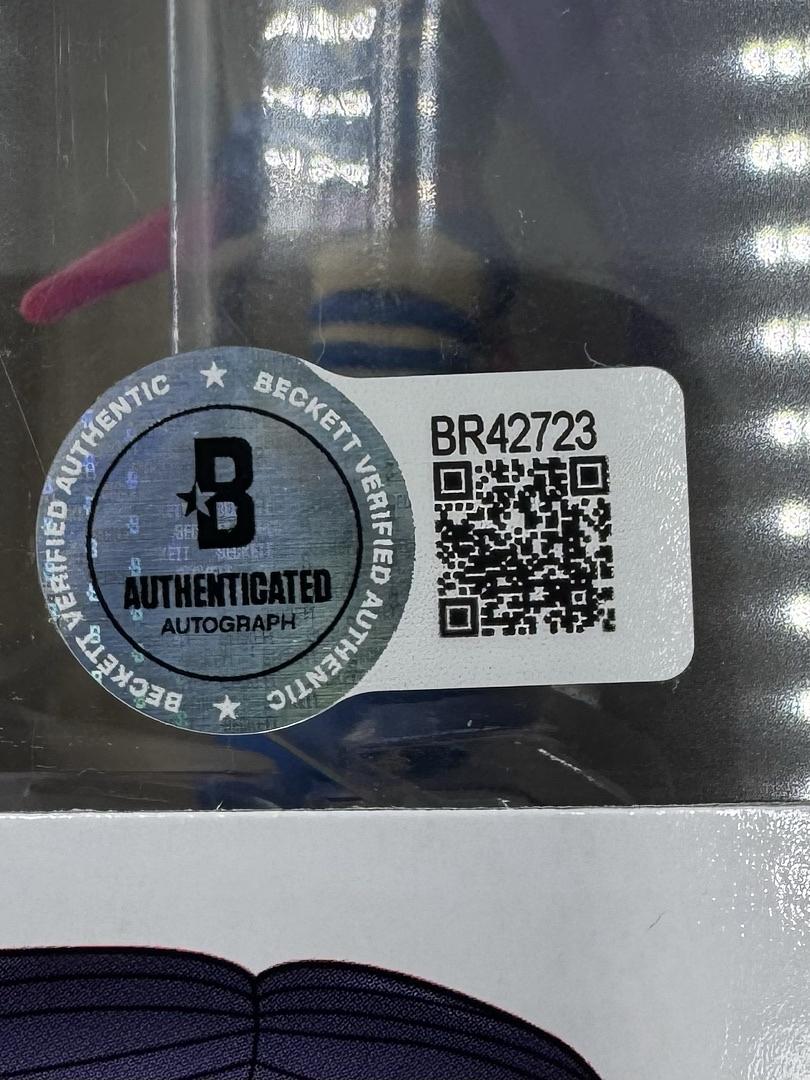 BECKETT VERIFIED AUTHENTIC
BECKETT VERIFIED AUTHENTIC
B
AUTHENTICATED
AUTOGRAPH
BR42723